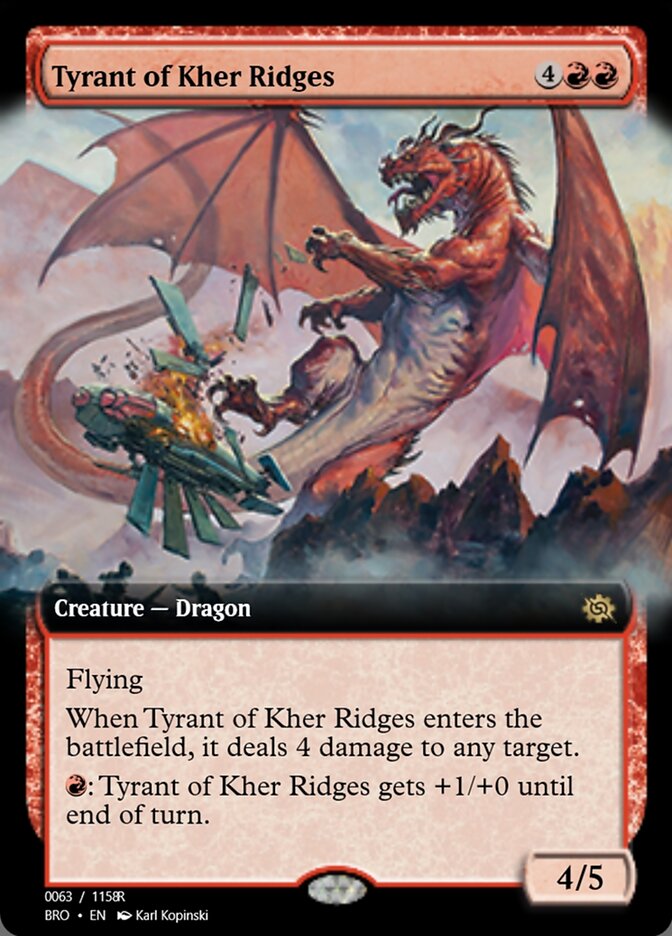 Tyrant of Kher Ridges 4
Creature — Dragon
Flying
When Tyrant of Kher Ridges enters the
battlefield, it deals 4 damage to any target.
: Tyrant of Kher Ridges gets +1/+0 until
end of turn.
4/5
0063 / 1158R
BRO • EN Karl Kopinski